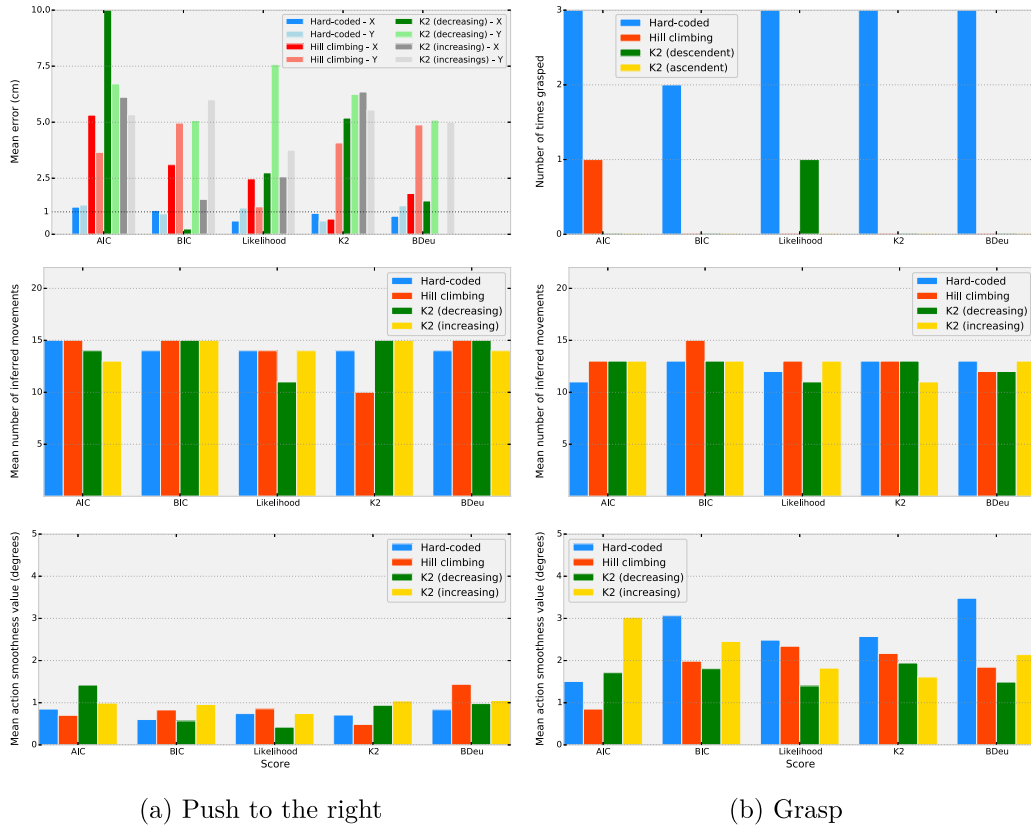 Mean error (cm)
10.0
7.5
5.0
2.5
1
0
Hard-coded - X
Hard-coded - Y
Hill climbing - X
Hill climbing - Y
K2 (decreasing) - X
K2 (decreasing) - Y
K2 (increasing) - X
K2 (increasings) - Y
AIC
BIC
Likelihood
K2
BDeu
Number of times grasped
3
2
1
0
Hard-coded
Hill climbing
K2 (descendent)
K2 (ascendent)
AIC
BIC
Likelihood
K2
BDeu
Mean number of inferred movements
20
15
10
5
Hard-coded
Hill climbing
K2 (decreasing)
K2 (increasing)
AIC
BIC
Likelihood
K2
BDeu
Mean number of inferred movements
20
15
10
5
Hard-coded
Hill climbing
K2 (decreasing)
K2 (increasing)
AIC
BIC
Likelihood
K2
BDeu
Mean action smoothness value (degrees)
5
4
3
2
1
0
Hard-coded
Hill climbing
K2 (decreasing)
K2 (increasing)
AIC
BIC
Likelihood
K2
BDeu
Score
Mean action smoothness value (degrees)
5
4
3
2
1
0
Hard-coded
Hill climbing
K2 (decreasing)
K2 (increasing)
AIC
BIC
Likelihood
K2
BDeu
Score
(a) Push to the right
(b) Grasp